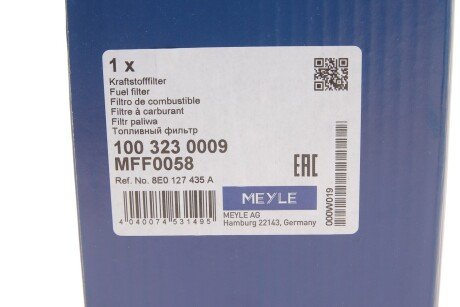 1 x
Kraftstofffilter
Fuel filter
Filtro de combustible
Filtre à carburant
Filtr paliwa
Топливный фильтр
100 323 0009
MFF0058
Ref. No. 8E0 127 435 A
EAC
MEYLE
MEYLE AG
Hamburg 22143, Germany
4 040074 531495
000W019